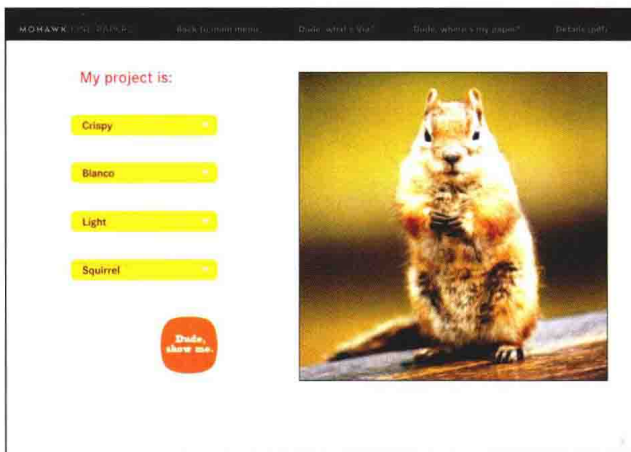 MOHAWK FINE PAPERS Back to main menu Dude, what's Via? Dude, where's my paper? Details (pdf)
My project is:
Crispy
Blanco
Light
Squirrel
Dude,
show me.